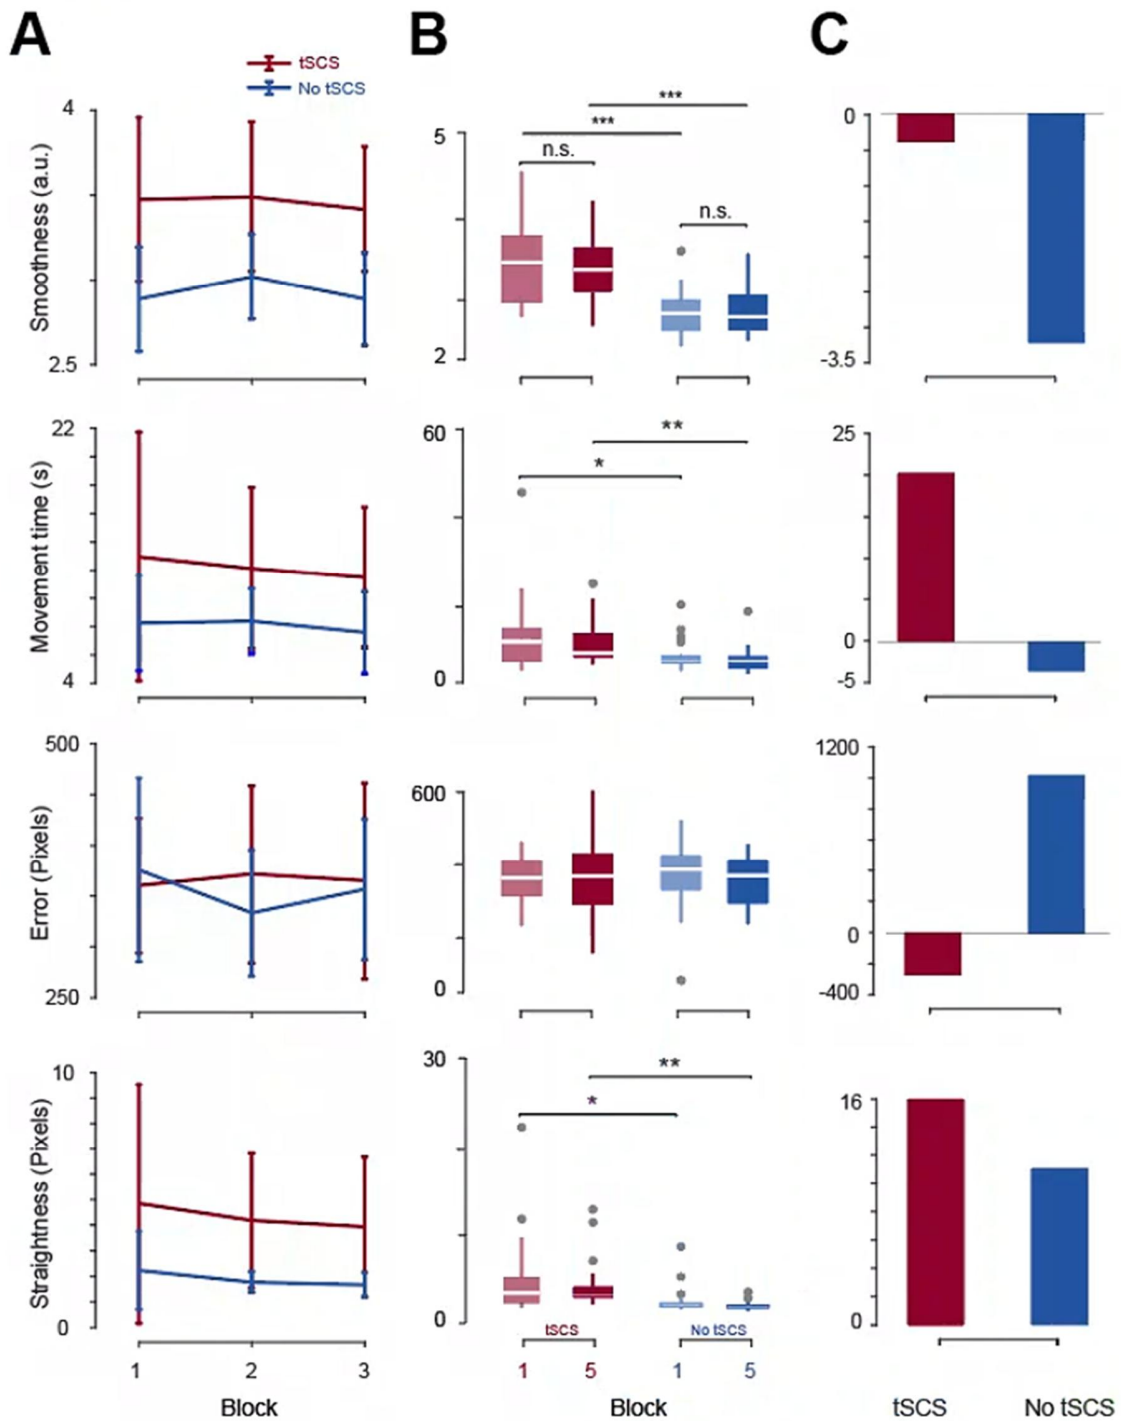 A
B
C
tSCS
No tSCS
4
Smoothness (a.u.)
2.5
5
***
***
n.s.
n.s.
2
0
-3.5
22
Movement time (s)
4
60
**
*
0
25
0
-5
500
Error (Pixels)
250
600
0
1200
0
-400
10
Straightness (Pixels)
0
30
**
*
0
tSCS
No tSCS
16
0
1
2
3
1
5
1
5
Block
Block
tSCS
No tSCS